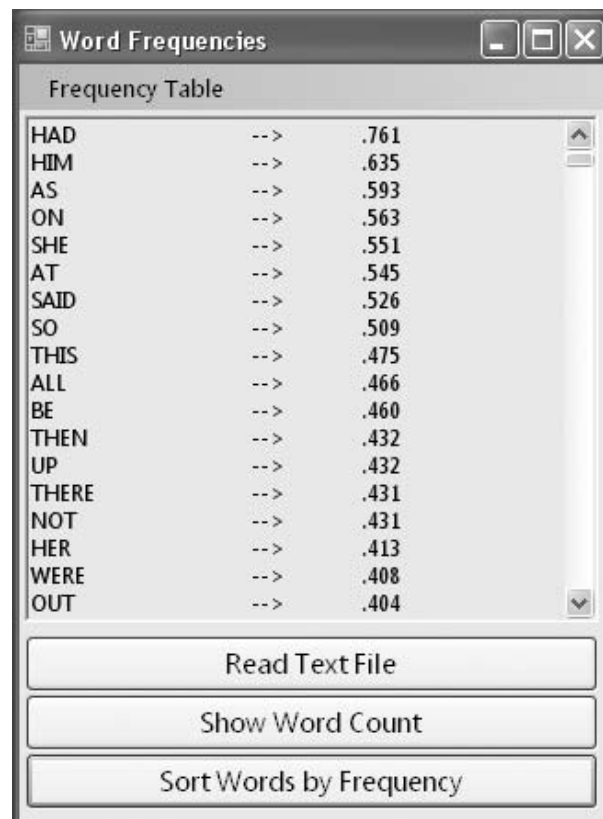 Word Frequencies
Frequency Table
HAD --> .761
HIM --> .635
AS --> .593
ON --> .563
SHE --> .551
AT --> .545
SAID --> .526
SO --> .509
THIS --> .475
ALL --> .466
BE --> .460
THEN --> .432
UP --> .432
THERE --> .431
NOT --> .431
HER --> .413
WERE --> .408
OUT --> .404
Read Text File
Show Word Count
Sort Words by Frequency